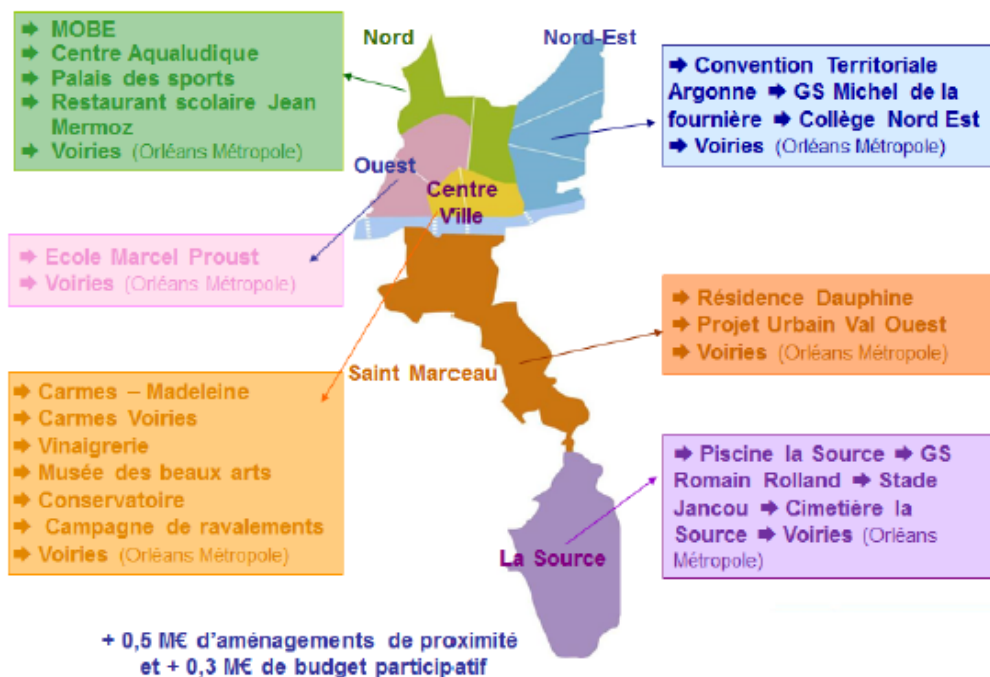 ➡ MOBE
➡ Centre Aqualudique
➡ Palais des sports
➡ Restaurant scolaire Jean
Mermoz
➡ Voiries (Orléans Métropole)
Nord
Nord-Est
➡ Convention Territoriale
Argonne ➡ GS Michel de la
fournière ➡ Collège Nord Est
➡ Voiries (Orléans Métropole)
Ouest
Centre
Ville
➡ Ecole Marcel Proust
➡ Voiries (Orléans Métropole)
➡ Résidence Dauphine
➡ Projet Urbain Val Ouest
➡ Voiries (Orléans Métropole)
Saint Marceau
➡ Carmes – Madeleine
➡ Carmes Voiries
➡ Vinaigrerie
➡ Musée des beaux arts
➡ Conservatoire
➡ Campagne de ravalements
➡ Voiries (Orléans Métropole)
➡ Piscine la Source ➡ GS
Romain Rolland ➡ Stade
Jancou ➡ Cimetière la
Source ➡ Voiries (Orléans
Métropole)
La Source
+ 0,5 M€ d'aménagements de proximité
et + 0,3 M€ de budget participatif